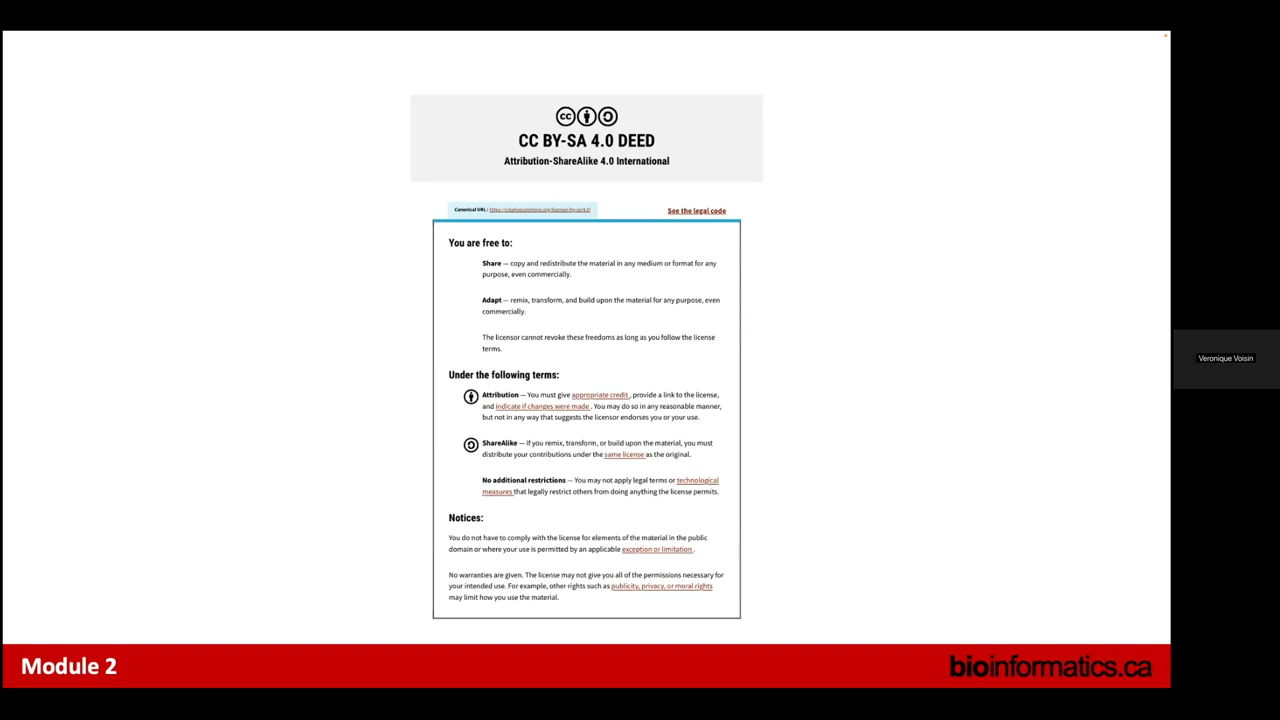 CC BY-SA 4.0 DEED
Attribution-ShareAlike 4.0 International
Canonical URL : https://creativecommons.org/licenses/by-sa/4.0/
See the legal code
You are free to:
Share — copy and redistribute the material in any medium or format for any
purpose, even commercially.
Adapt — remix, transform, and build upon the material for any purpose, even
commercially.
The licensor cannot revoke these freedoms as long as you follow the license
terms.
Under the following terms:
Attribution — You must give appropriate credit , provide a link to the license,
and indicate if changes were made . You may do so in any reasonable manner,
but not in any way that suggests the licensor endorses you or your use.
ShareAlike — If you remix, transform, or build upon the material, you must
distribute your contributions under the same license as the original.
No additional restrictions — You may not apply legal terms or technological
measures that legally restrict others from doing anything the license permits.
Notices:
You do not have to comply with the license for elements of the material in the public
domain or where your use is permitted by an applicable exception or limitation .
No warranties are given. The license may not give you all of the permissions necessary for
your intended use. For example, other rights such as publicity, privacy, or moral rights
may limit how you use the material.
Veronique Voisin
Module 2
bioinformatics.ca